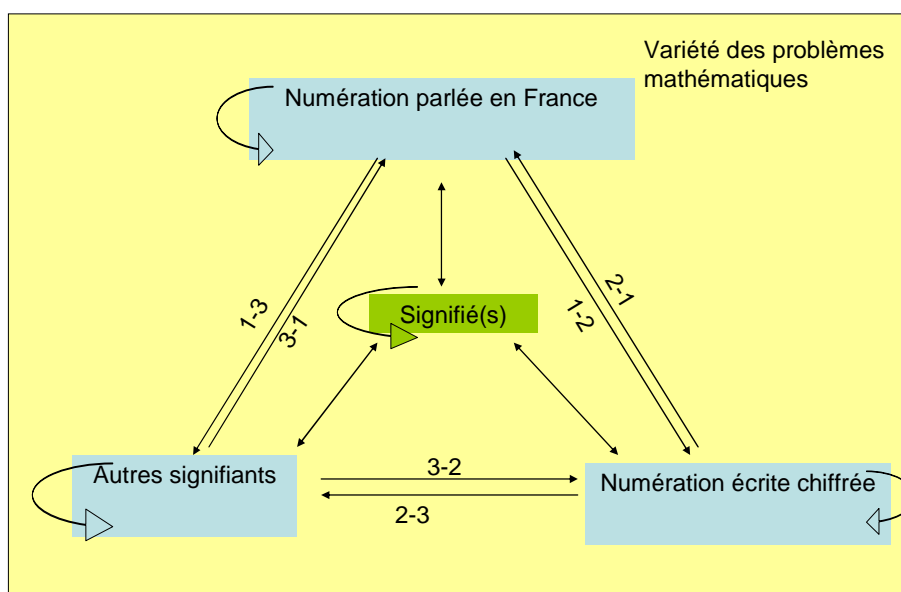 Variété des problèmes
mathématiques
Numération parlée en France
1-3
3-1
2-1
1-2
Signifié(s)
Autres signifiants
3-2
2-3
Numération écrite chiffrée